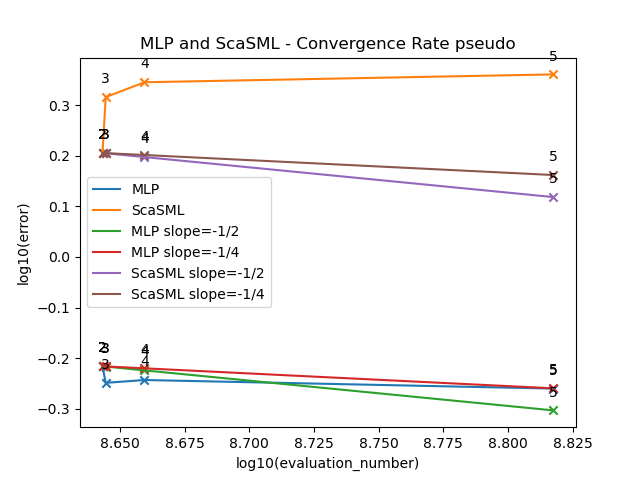 MLP and ScaSML - Convergence Rate pseudo
5
4
3
0.3
2 3
4
4
0.2
5
5
0.1
MLP
ScaSML
MLP slope=-1/2
MLP slope=-1/4
ScaSML slope=-1/2
ScaSML slope=-1/4
0.0
−0.1
−0.2
2 3
4
4
3
4
5
5
−0.3
log10(error)
8.650 8.675 8.700 8.725 8.750 8.775 8.800 8.825
log10(evaluation_number)